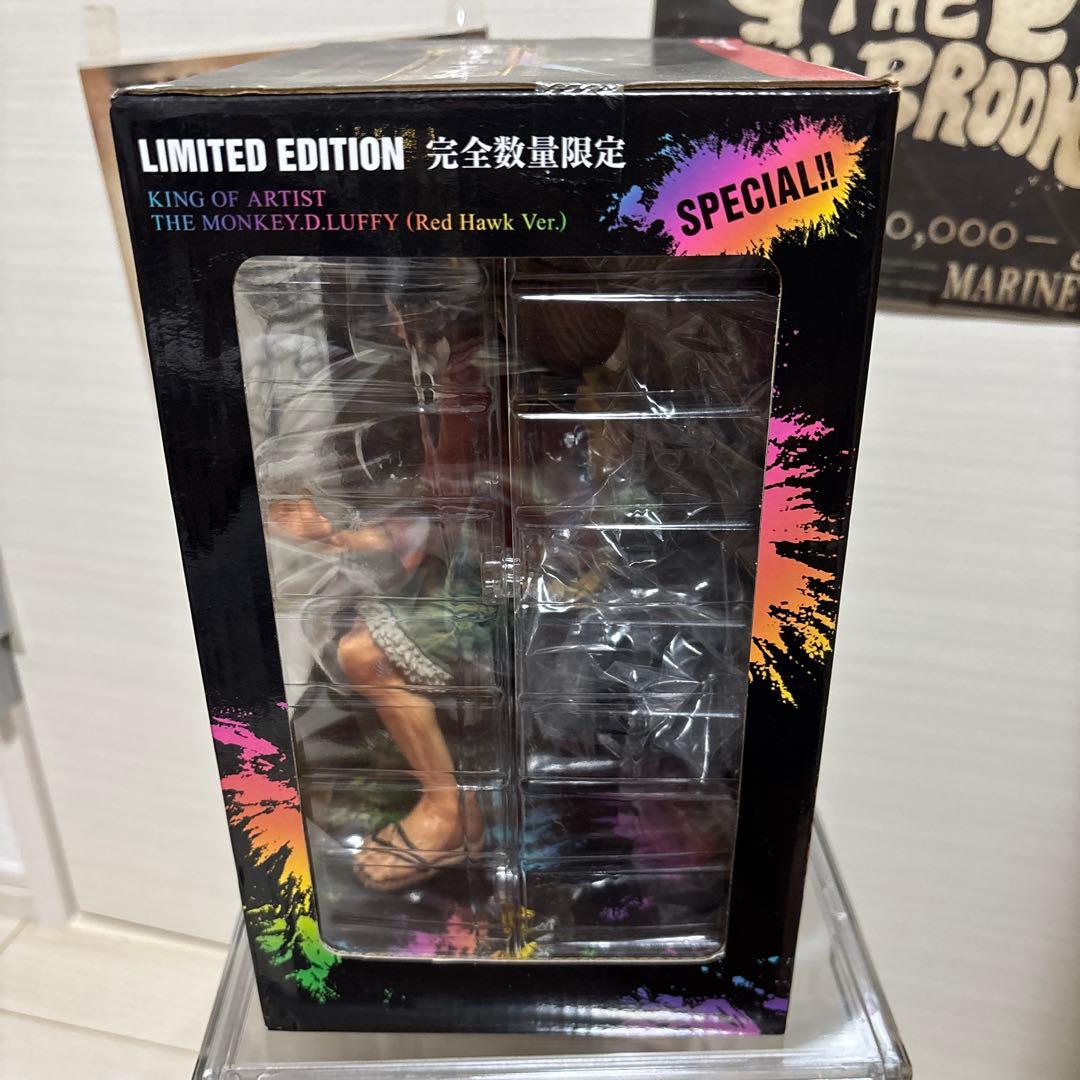 LIMITED EDITION 完全数量限定
SPECIAL!!
KING OF ARTIST
THE MONKEY.D.LUFFY (Red Hawk Ver.)
THE
0,000—
MARINE